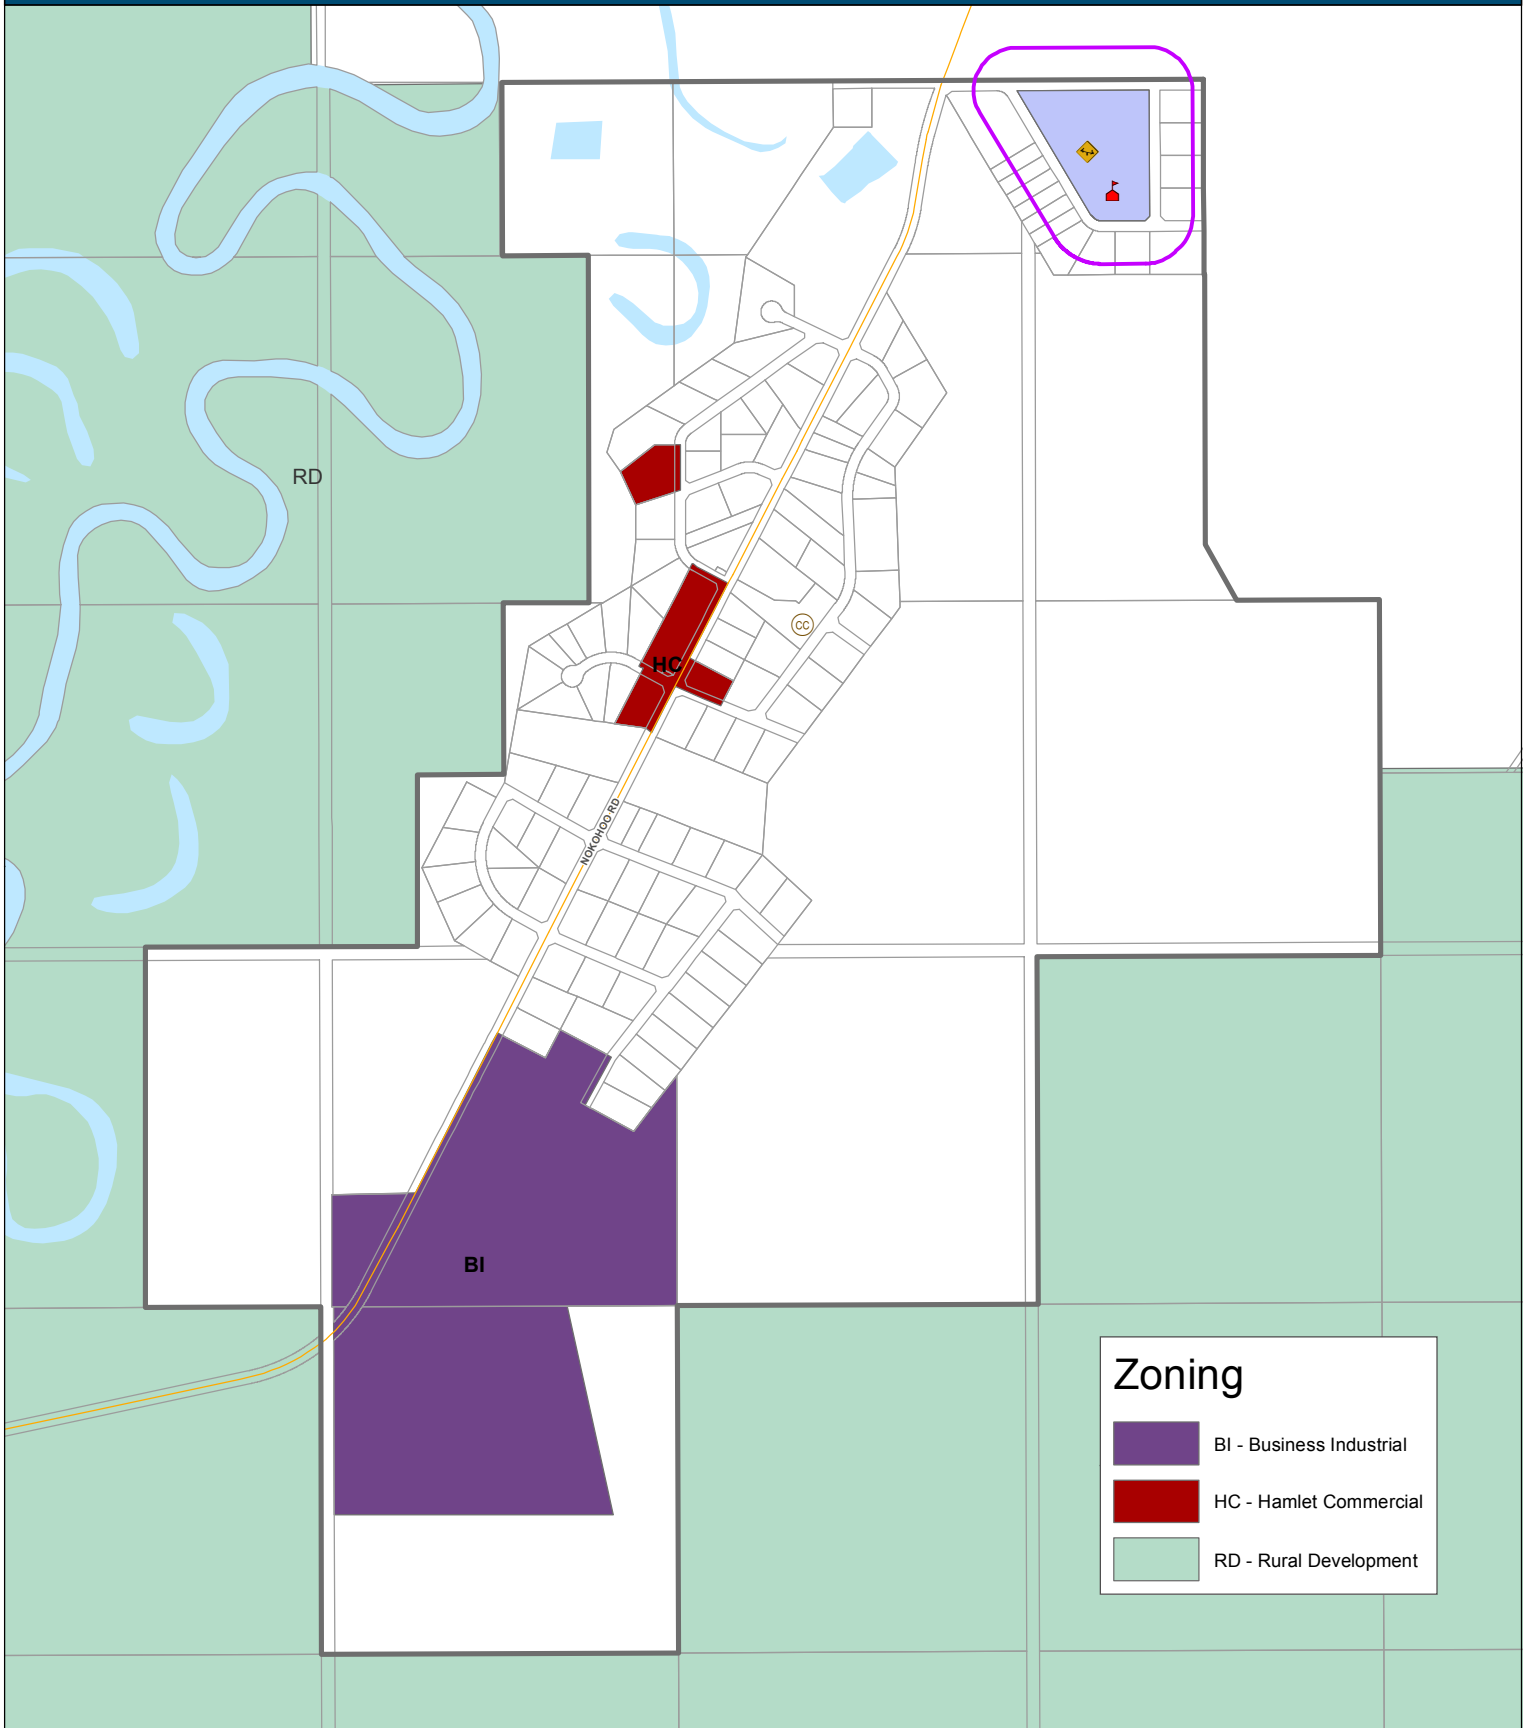 RD
CC
HC
NOKOHOO RD
BI
Zoning
BI - Business Industrial
HC - Hamlet Commercial
RD - Rural Development